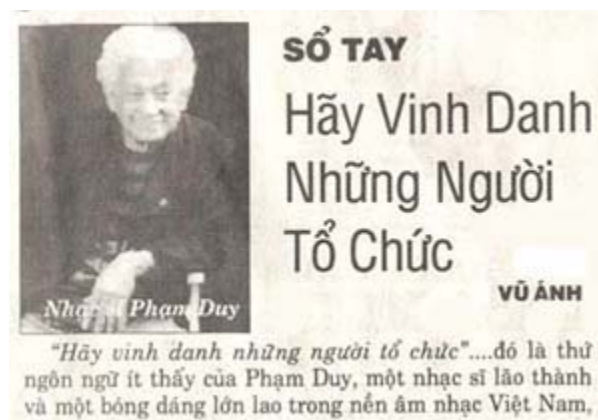 SỔ TAY
Hãy Vinh Danh
Những Người
Tổ Chức
VŨ ÁNH
Nhạc sĩ Phạm Duy
"Hãy vinh danh những người tổ chức"....đó là thứ
ngôn ngữ ít thấy của Phạm Duy, một nhạc sĩ lão thành
và một bóng dáng lớn lao trong nền âm nhạc Việt Nam,